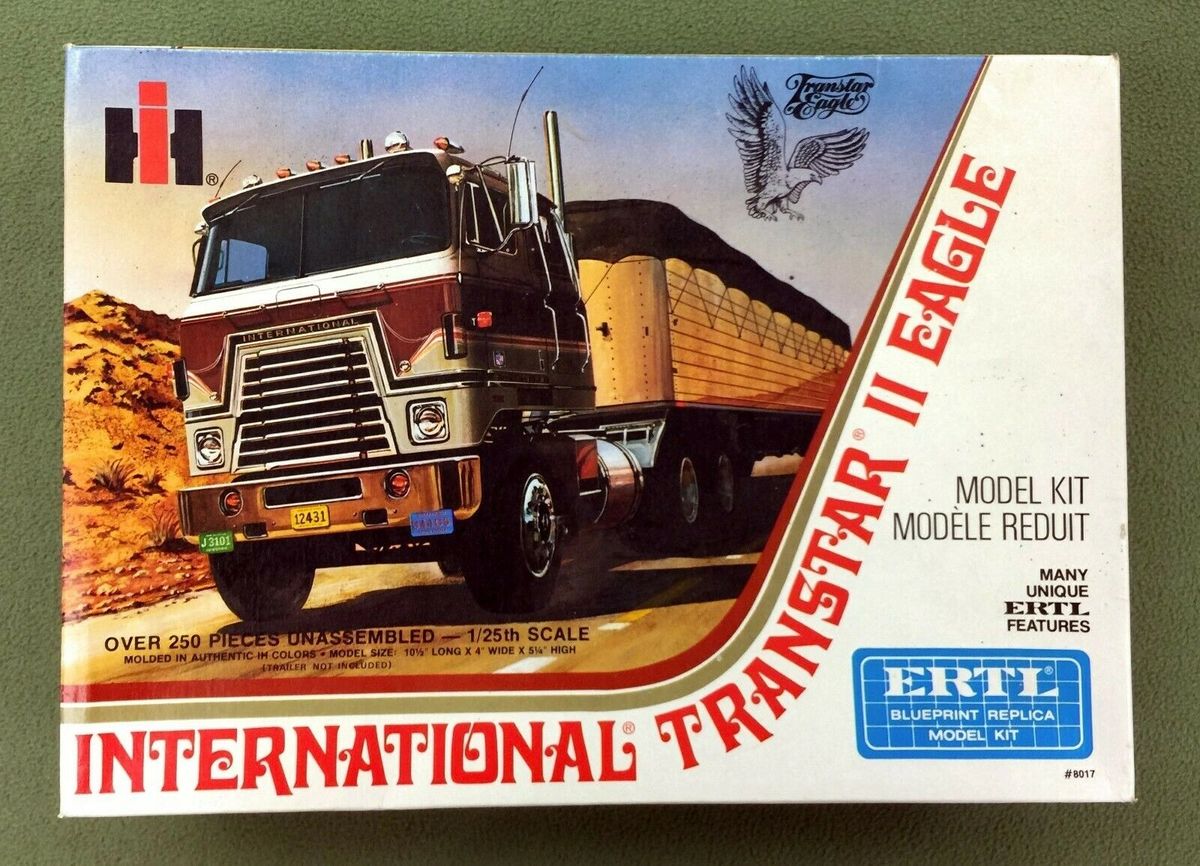 IH®
Transtar
Eagle
INTERNATIONAL
12431
J 3101
OVER 250 PIECES UNASSEMBLED — 1/25th SCALE
MOLDED IN AUTHENTIC IH COLORS • MODEL SIZE: 10½" LONG X 4" WIDE X 5¼" HIGH
(TRAILER NOT INCLUDED)
INTERNATIONAL® TRANSTAR® II EAGLE
MODEL KIT
MODÈLE REDUIT
MANY
UNIQUE
ERTL
FEATURES
ERTL®
BLUEPRINT REPLICA
MODEL KIT
#8017